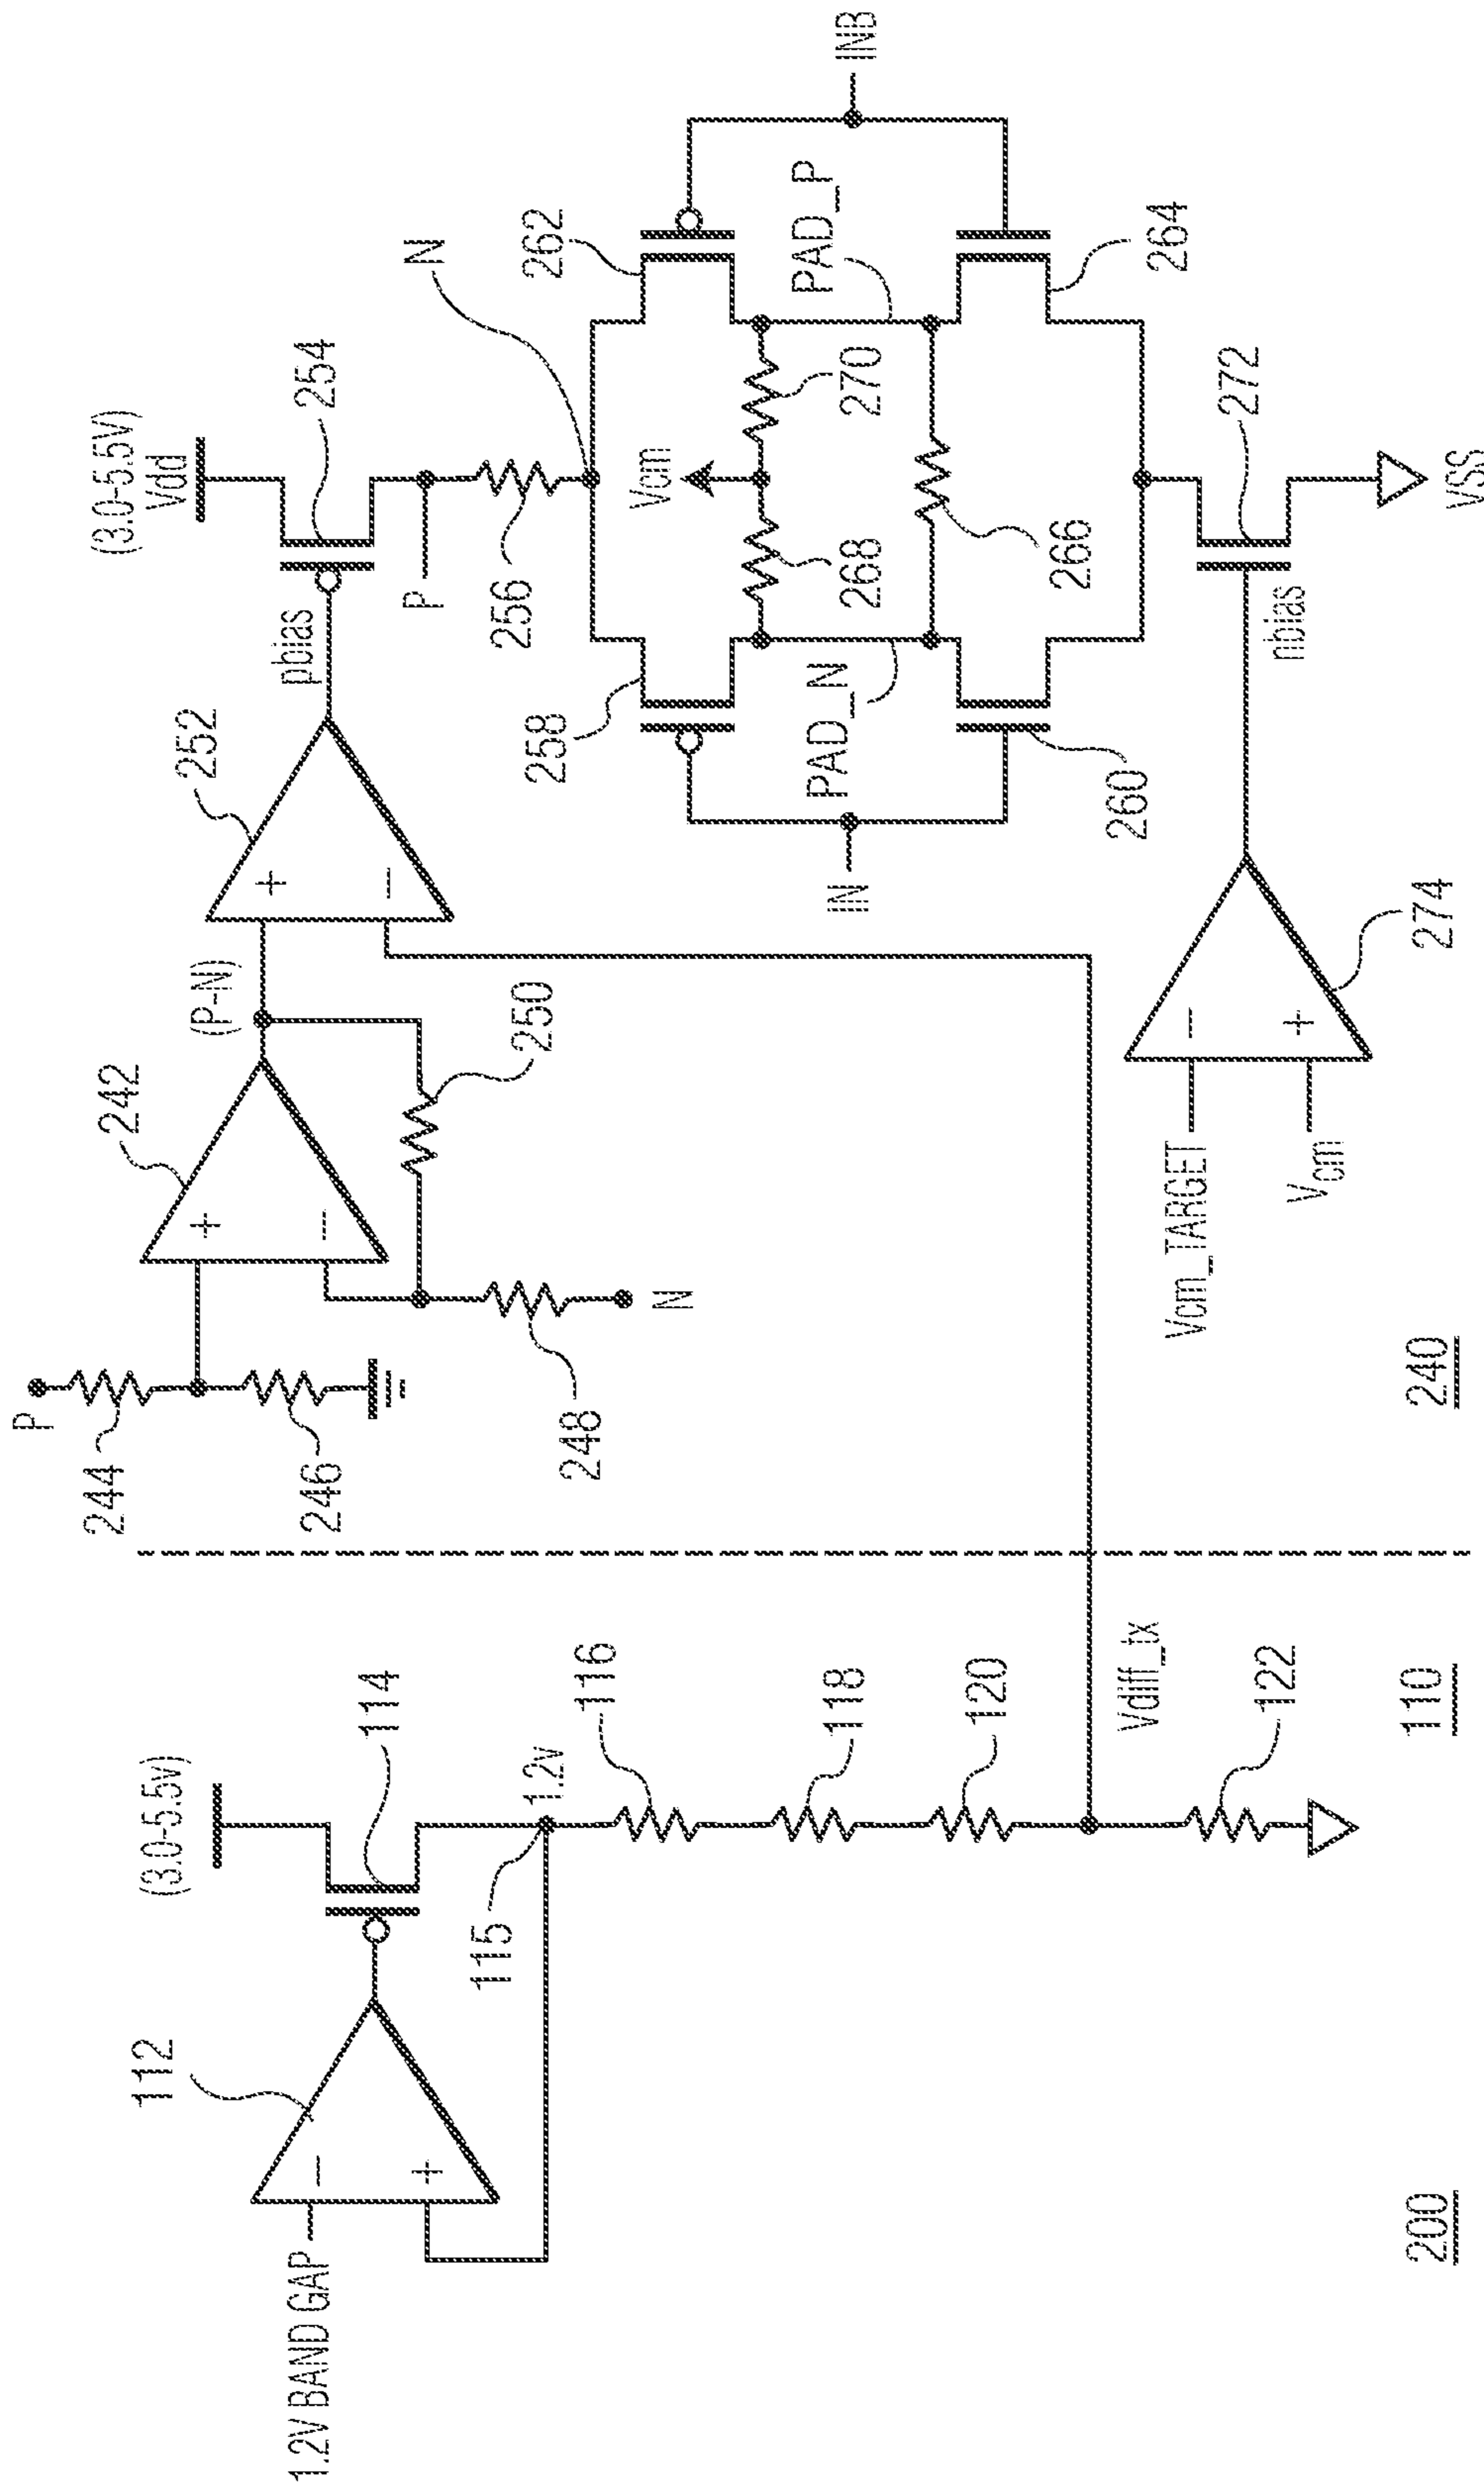 (3.0-5.5V)
Vdd
254
pbias
252
(P-N)
242
P
244
246
248
N
250
P
256
N
262
258
Vcm
268
270
PAD_P
PAD_N
INB
IN
266
260
264
272
nbias
VSS
274
Vcm_TARGET
Vcm
240
(3.0-5.5v)
114
112
1.2V BAND GAP
115
1.2v
116
118
120
Vdiff_tx
122
110
200